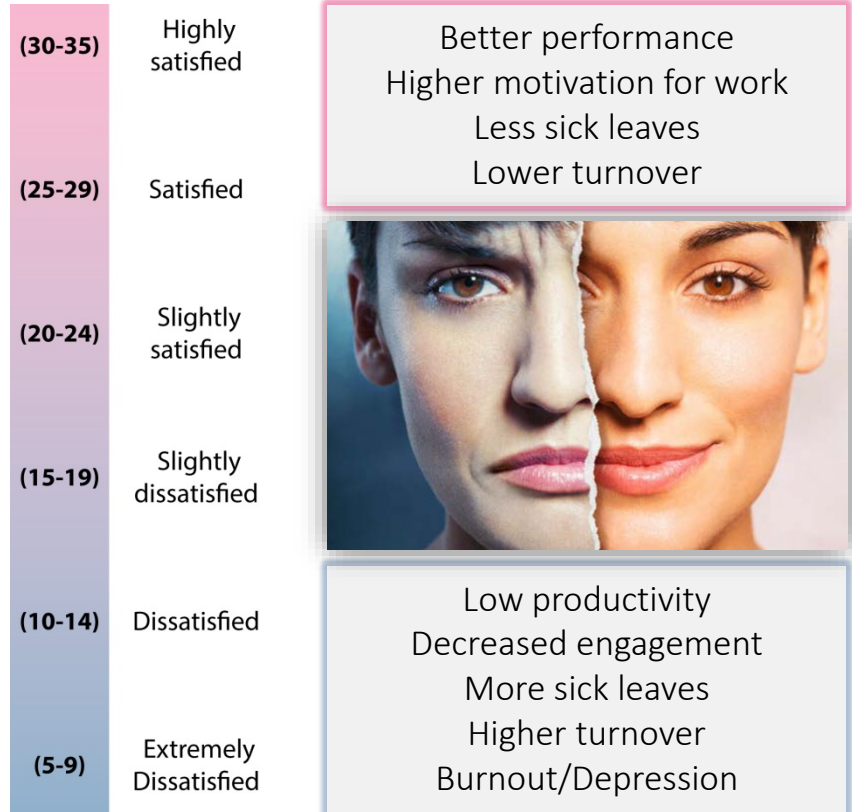 (30-35)
Highly
satisfied
(25-29)
Satisfied
(20-24)
Slightly
satisfied
(15-19)
Slightly
dissatisfied
(10-14)
Dissatisfied
(5-9)
Extremely
Dissatisfied
Better performance
Higher motivation for work
Less sick leaves
Lower turnover
Low productivity
Decreased engagement
More sick leaves
Higher turnover
Burnout/Depression